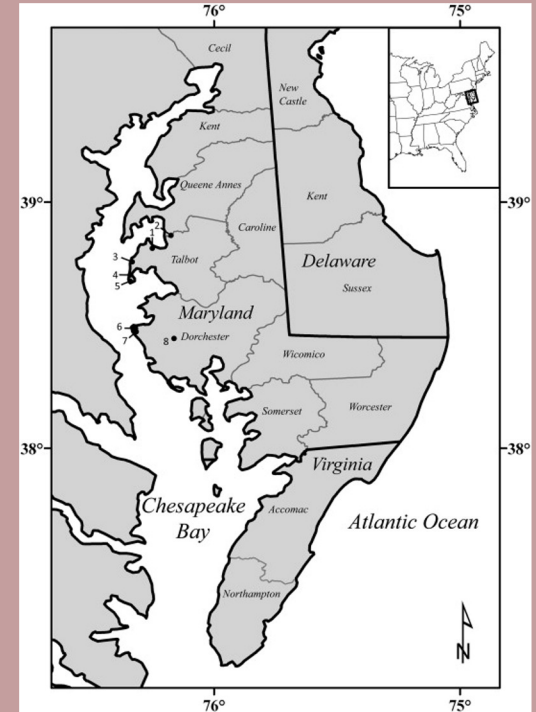 76°
75°
Cecil
New
Castle
Kent
Queene Annes
Kent
39°
39°
2
1
Caroline
3
Talbot
Delaware
4
5
Sussex
Maryland
6
7
8
Dorchester
Wicomico
Somerset
Worcester
38°
38°
Virginia
Chesapeake
Bay
Accomac
Atlantic Ocean
Northampton
N
76°
75°